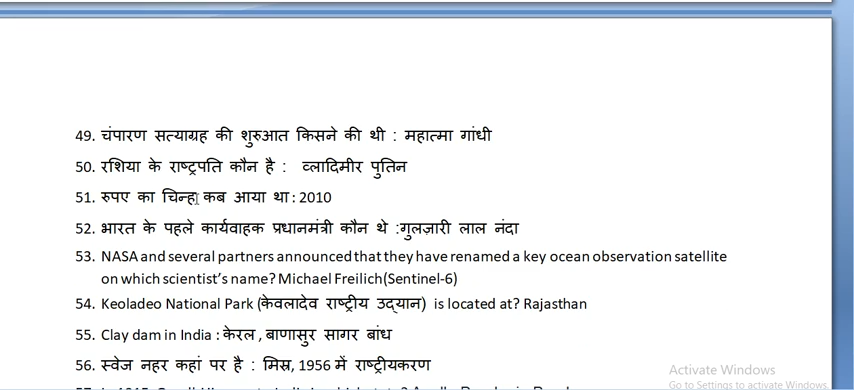 49. चंपारण सत्याग्रह की शुरुआत किसने की थी : महात्मा गांधी
50. रशिया के राष्ट्रपति कौन है : व्लादिमीर पुतिन
51. रुपए का चिन्ह कब आया था : 2010
52. भारत के पहले कार्यवाहक प्रधानमंत्री कौन थे :गुलज़ारी लाल नंदा
53. NASA and several partners announced that they have renamed a key ocean observation satellite
on which scientist's name? Michael Freilich(Sentinel-6)
54. Keoladeo National Park (केवलादेव राष्ट्रीय उद्यान) is located at? Rajasthan
55. Clay dam in India : केरल , बाणासुर सागर बांध
56. स्वेज नहर कहां पर है : मिस्र, 1956 में राष्ट्रीयकरण
Activate Windows
Go to Settings to activate Windows.